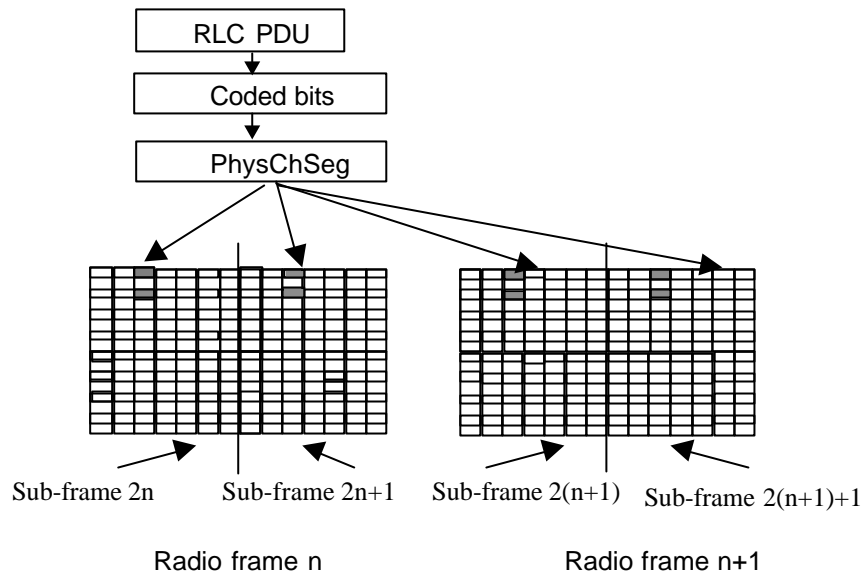 RLC PDU
Coded bits
PhysChSeg
Sub-frame 2n
Sub-frame 2n+1
Sub-frame 2(n+1)
Sub-frame 2(n+1)+1
Radio frame n
Radio frame n+1